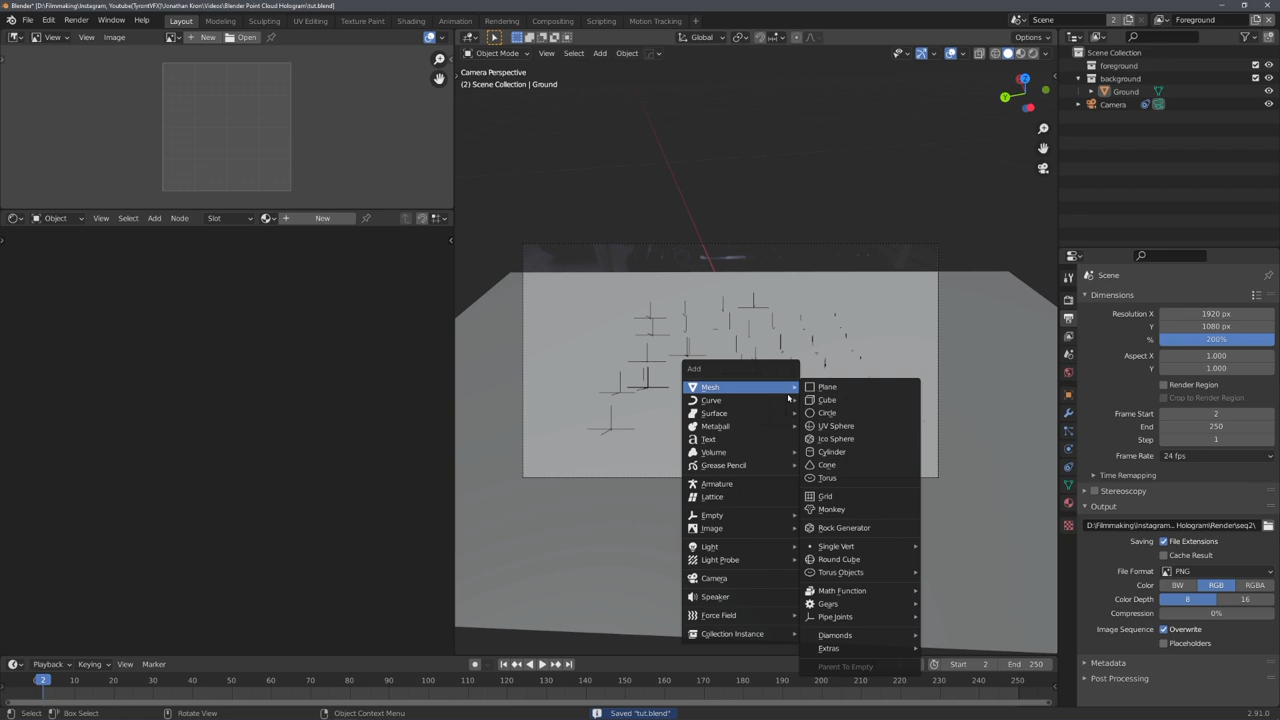 Blender* [D:\Filmmaking\Instagram, Youtube(TyrontVFX)\Jonathan Kron\Videos\Blender Point Cloud Hologram\tut.blend]
File Edit Render Window Help Layout Modeling Sculpting UV Editing Texture Paint Shading Animation Rendering Compositing Scripting Motion Tracking + Scene 2 Foreground
View View Image New Open Global Options
Object Mode View Select Add Object
Camera Perspective
(2) Scene Collection | Ground
Scene Collection
foreground
background
Ground
Camera
Z
Y
Object View Select Add Node Slot New
Add
Mesh
Curve
Surface
Metaball
Text
Volume
Grease Pencil
Armature
Lattice
Empty
Image
Light
Light Probe
Camera
Speaker
Force Field
Collection Instance
Plane
Cube
Circle
UV Sphere
Ico Sphere
Cylinder
Cone
Torus
Grid
Monkey
Rock Generator
Single Vert
Round Cube
Torus Objects
Math Function
Gears
Pipe Joints
Diamonds
Extras
Parent To Empty
Scene
Dimensions
Resolution X 1920 px
Y 1080 px
% 200%
Aspect X 1.000
Y 1.000
Render Region
Crop to Render Region
Frame Start 2
End 250
Step 1
Frame Rate 24 fps
Time Remapping
Stereoscopy
Output
D:\Filmmaking\Instagram... Hologram\Render\seq2\
Saving File Extensions
Cache Result
File Format PNG
Color BW RGB RGBA
Color Depth 8 16
Compression 0%
Image Sequence Overwrite
Placeholders
Metadata
Post Processing
Playback Keying View Marker Start 2 End 250
2 10 20 30 40 50 60 70 80 90 100 110 120 130 140 150 160 170 180 190 200 210 220 230 240 250
Select Box Select Rotate View Object Context Menu Saved "tut.blend" 2.91.0